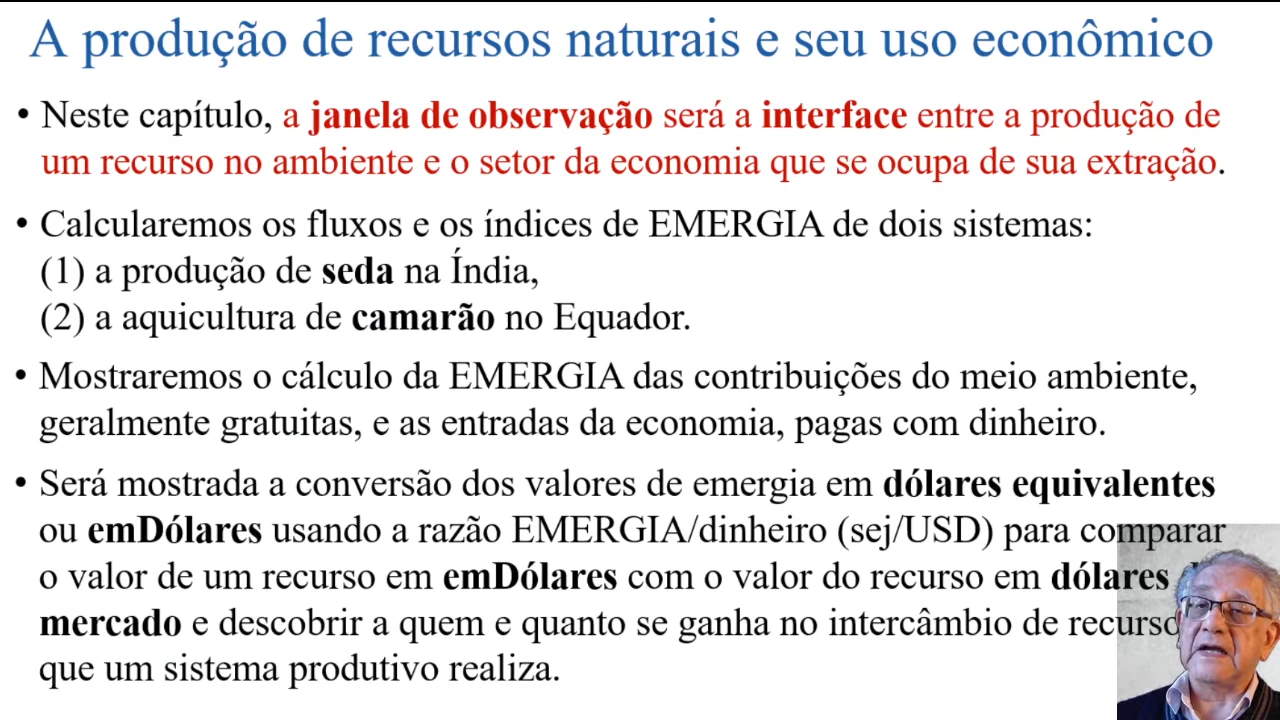 A produção de recursos naturais e seu uso econômico
• Neste capítulo, a janela de observação será a interface entre a produção de
um recurso no ambiente e o setor da economia que se ocupa de sua extração.
• Calcularemos os fluxos e os índices de EMERGIA de dois sistemas:
(1) a produção de seda na Índia,
(2) a aquicultura de camarão no Equador.
• Mostraremos o cálculo da EMERGIA das contribuições do meio ambiente,
geralmente gratuitas, e as entradas da economia, pagas com dinheiro.
• Será mostrada a conversão dos valores de emergia em dólares equivalentes
ou emDólares usando a razão EMERGIA/dinheiro (sej/USD) para comparar
o valor de um recurso em emDólares com o valor do recurso em dólares
mercado e descobrir a quem e quanto se ganha no intercâmbio de recurso
que um sistema produtivo realiza.